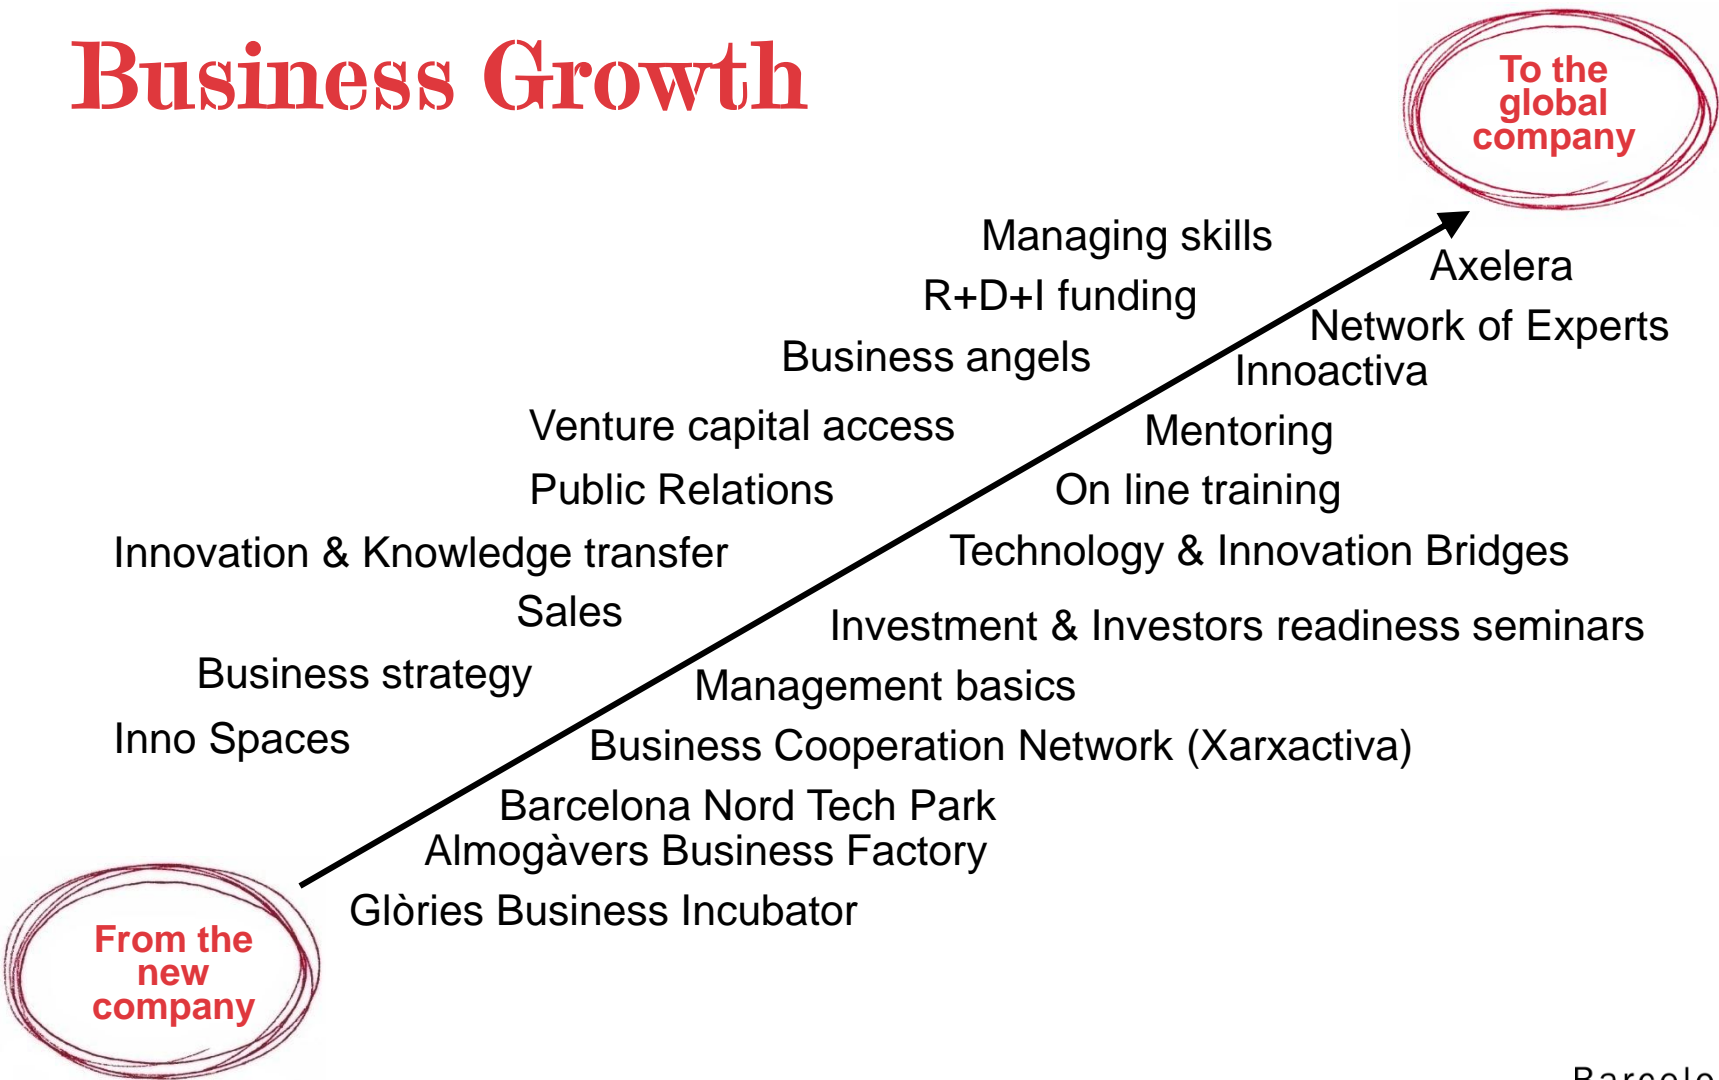 Business Growth
To the
global
company
Managing skills
Axelera
R+D+I funding
Network of Experts
Business angels
Innoactiva
Venture capital access
Mentoring
Public Relations
On line training
Innovation & Knowledge transfer
Technology & Innovation Bridges
Sales
Investment & Investors readiness seminars
Business strategy
Management basics
Inno Spaces
Business Cooperation Network (Xarxactiva)
Barcelona Nord Tech Park
Almogàvers Business Factory
Glòries Business Incubator
From the
new
company